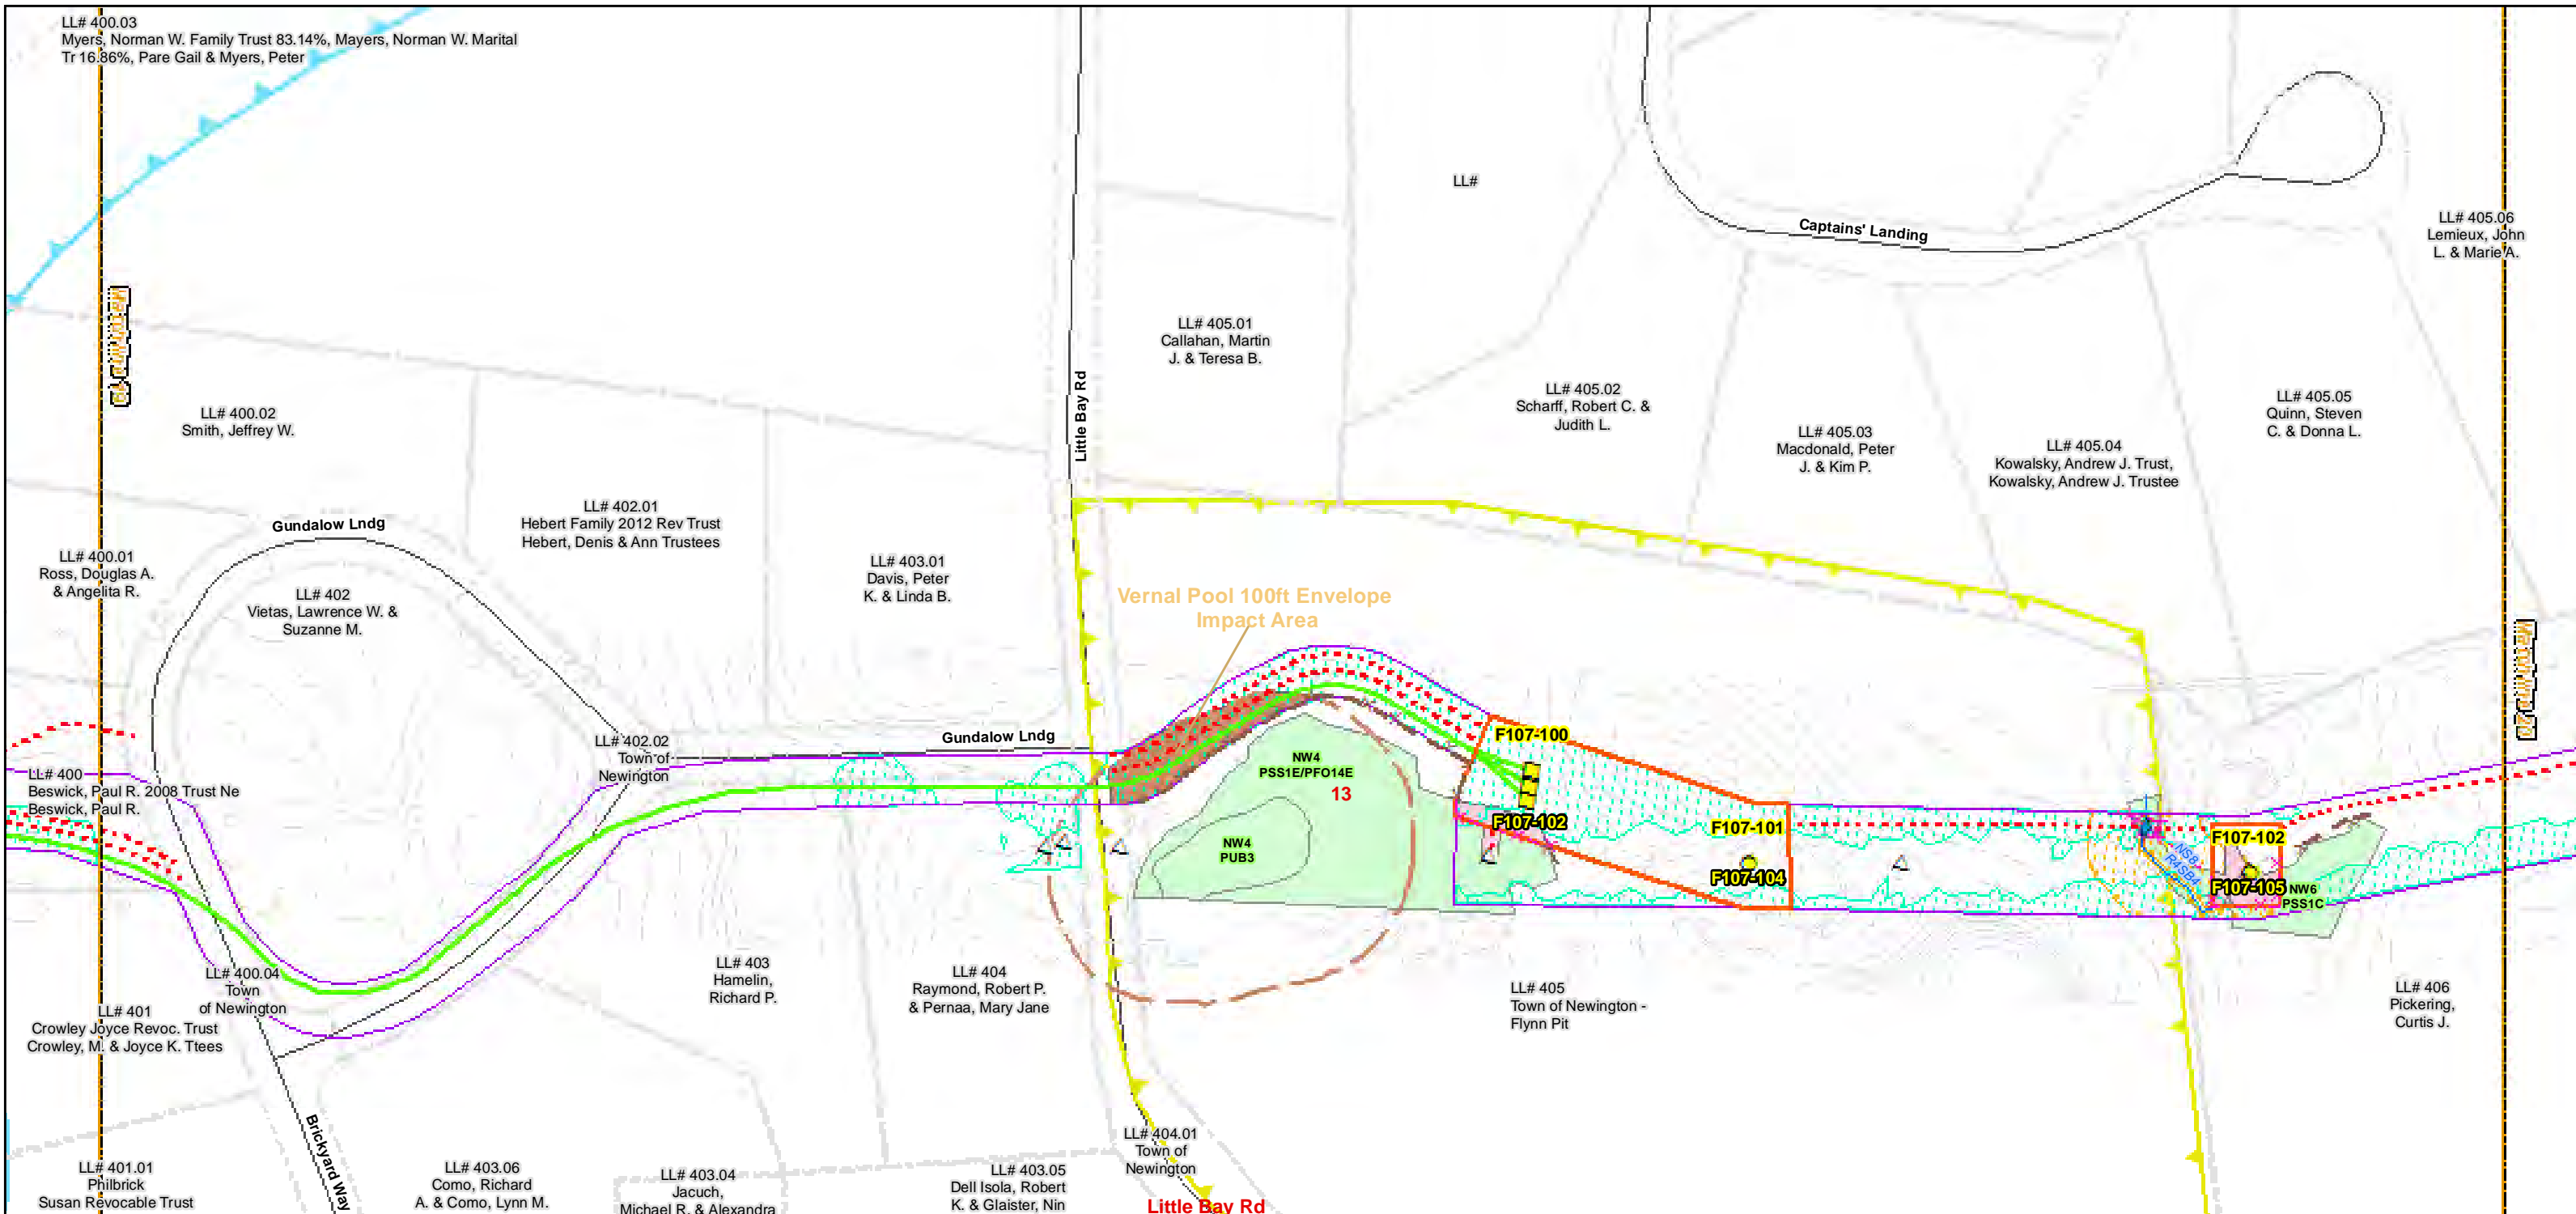 LL# 400.03
Myers, Norman W. Family Trust 83.14%, Mayers, Norman W. Marital
Tr 16.86%, Pare Gail & Myers, Peter
LL#
Captains' Landing
LL# 405.06
Lemieux, John
L. & Marie A.
LL# 405.01
Callahan, Martin
J. & Teresa B.
Little Bay Rd
LL# 405.02
Scharff, Robert C. &
Judith L.
LL# 405.03
Macdonald, Peter
J. & Kim P.
LL# 405.04
Kowalsky, Andrew J. Trust,
Kowalsky, Andrew J. Trustee
LL# 405.05
Quinn, Steven
C. & Donna L.
LL# 400.02
Smith, Jeffrey W.
Gundalow Lndg
LL# 402.01
Hebert Family 2012 Rev Trust
Hebert, Denis & Ann Trustees
LL# 400.01
Ross, Douglas A.
& Angelita R.
LL# 402
Vietas, Lawrence W. &
Suzanne M.
LL# 403.01
Davis, Peter
K. & Linda B.
Vernal Pool 100ft Envelope
Impact Area
LL# 402.02
Town of
Newington
Gundalow Lndg
LL# 400
Beswick, Paul R. 2008 Trust Ne
Beswick, Paul R.
NW4
PSS1E/PFO14E
13
NW4
PUB3
F107-100
F107-102
F107-101
F107-104
NS8
R4SB4
F107-102
F107-105
NW6
PSS1C
LL# 400.04
Town
of Newington
LL# 401
Crowley Joyce Revoc. Trust
Crowley, M. & Joyce K. Ttees
LL# 403
Hamelin,
Richard P.
LL# 404
Raymond, Robert P.
& Pernaa, Mary Jane
LL# 405
Town of Newington -
Flynn Pit
LL# 406
Pickering,
Curtis J.
Brickyard Way
LL# 401.01
Philbrick
Susan Revocable Trust
LL# 403.06
Como, Richard
A. & Como, Lynn M.
LL# 403.04
Jacuch,
Michael R. & Alexandra
LL# 403.05
Dell Isola, Robert
K. & Glaister, Nin
LL# 404.01
Town of
Newington
Little Bay Rd